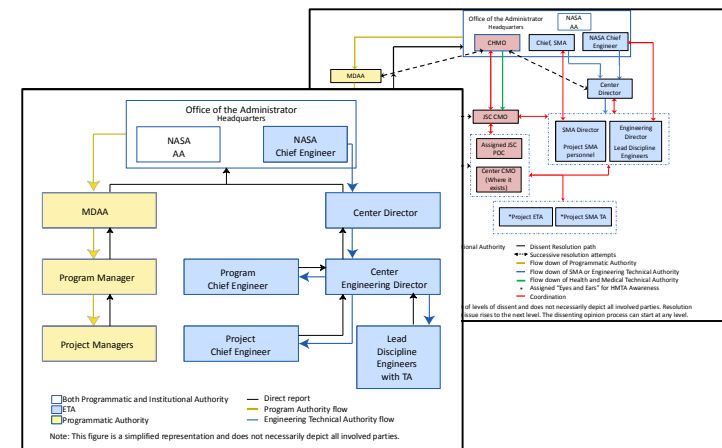 Office of the Administrator
Headquarters
NASA
AA
CHMO
Chief, SMA
NASA Chief
Engineer
MDAA
Center
Director
JSC CMO
SMA Director
Project SMA
personnel
Engineering
Director
Lead Discipline
Engineers
Assigned JSC
POC
Center CMO
(Where it
exists)
*Project ETA
*Project SMA TA
ional Authority
Dissent Resolution path
Successive resolution attempts
Flow down of Programmatic Authority
Flow down of SMA or Engineering Technical Authority
Flow down of Health and Medical Technical Authority
Assigned "Eyes and Ears" for HMTA Awareness
Coordination
of levels of dissent and does not necessarily depict all involved parties. Resolution
issue rises to the next level. The dissenting opinion process can start at any level.
Office of the Administrator
Headquarters
NASA
AA
NASA
Chief Engineer
MDAA
Center Director
Program Manager
Program
Chief Engineer
Center
Engineering Director
Project Managers
Project
Chief Engineer
Lead
Discipline
Engineers
with TA
Both Programmatic and Institutional Authority
ETA
Programmatic Authority
Direct report
Program Authority flow
Engineering Technical Authority flow
Note: This figure is a simplified representation and does not necessarily depict all involved parties.